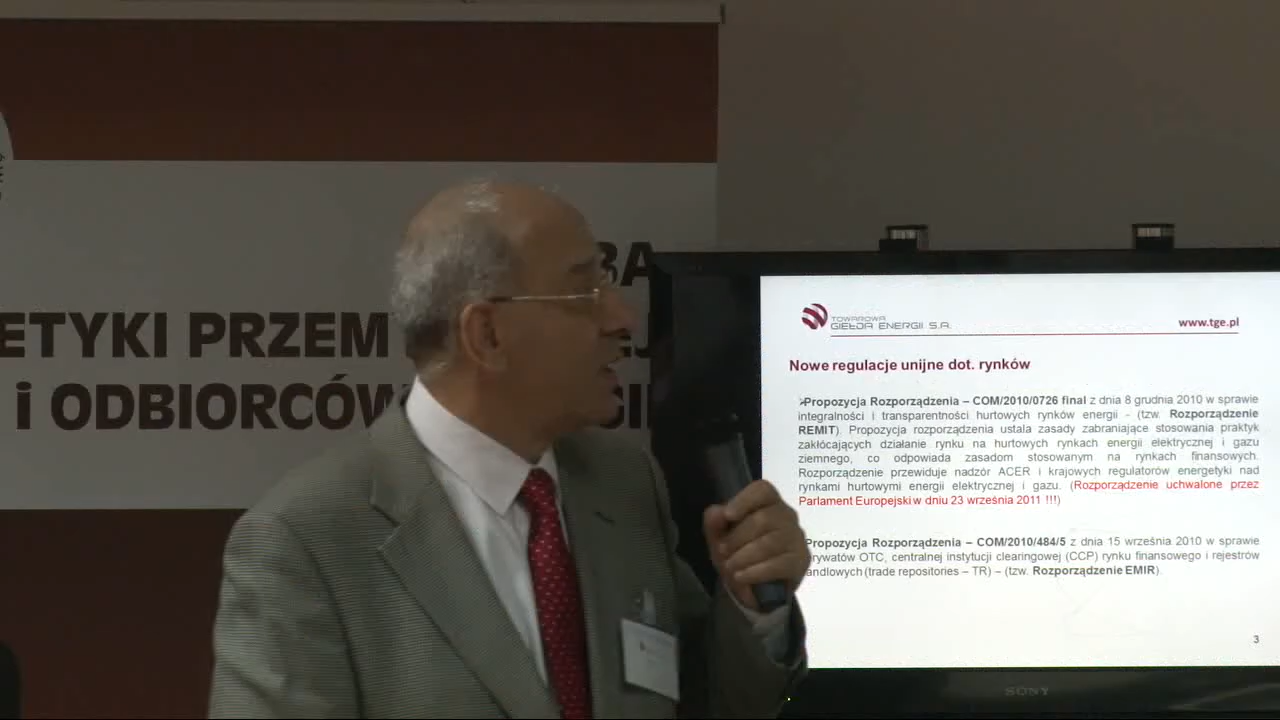 BA
ETYKI PRZEM EJ
i ODBIORCÓW GII
TOWAROWA
GIEŁDA ENERGII S.A.
www.tge.pl
Nowe regulacje unijne dot. rynków
Propozycja Rozporządzenia – COM/2010/0726 final z dnia 8 grudnia 2010 w sprawie
integralności i transparentności hurtowych rynków energii - (tzw. Rozporządzenie
REMIT). Propozycja rozporządzenia ustala zasady zabraniające stosowania praktyk
zakłócających działanie rynku na hurtowych rynkach energii elektrycznej i gazu
ziemnego, co odpowiada zasadom stosowanym na rynkach finansowych.
Rozporządzenie przewiduje nadzór ACER i krajowych regulatorów energetyki nad
rynkami hurtowymi energii elektrycznej i gazu. (Rozporządzenie uchwalone przez
Parlament Europejski w dniu 23 września 2011 !!!)
Propozycja Rozporządzenia – COM/2010/484/5 z dnia 15 września 2010 w sprawie
rywatów OTC, centralnej instytucji clearingowej (CCP) rynku finansowego i rejestrów
andlowych (trade repositories – TR) – (tzw. Rozporządzenie EMIR).
3
SONY